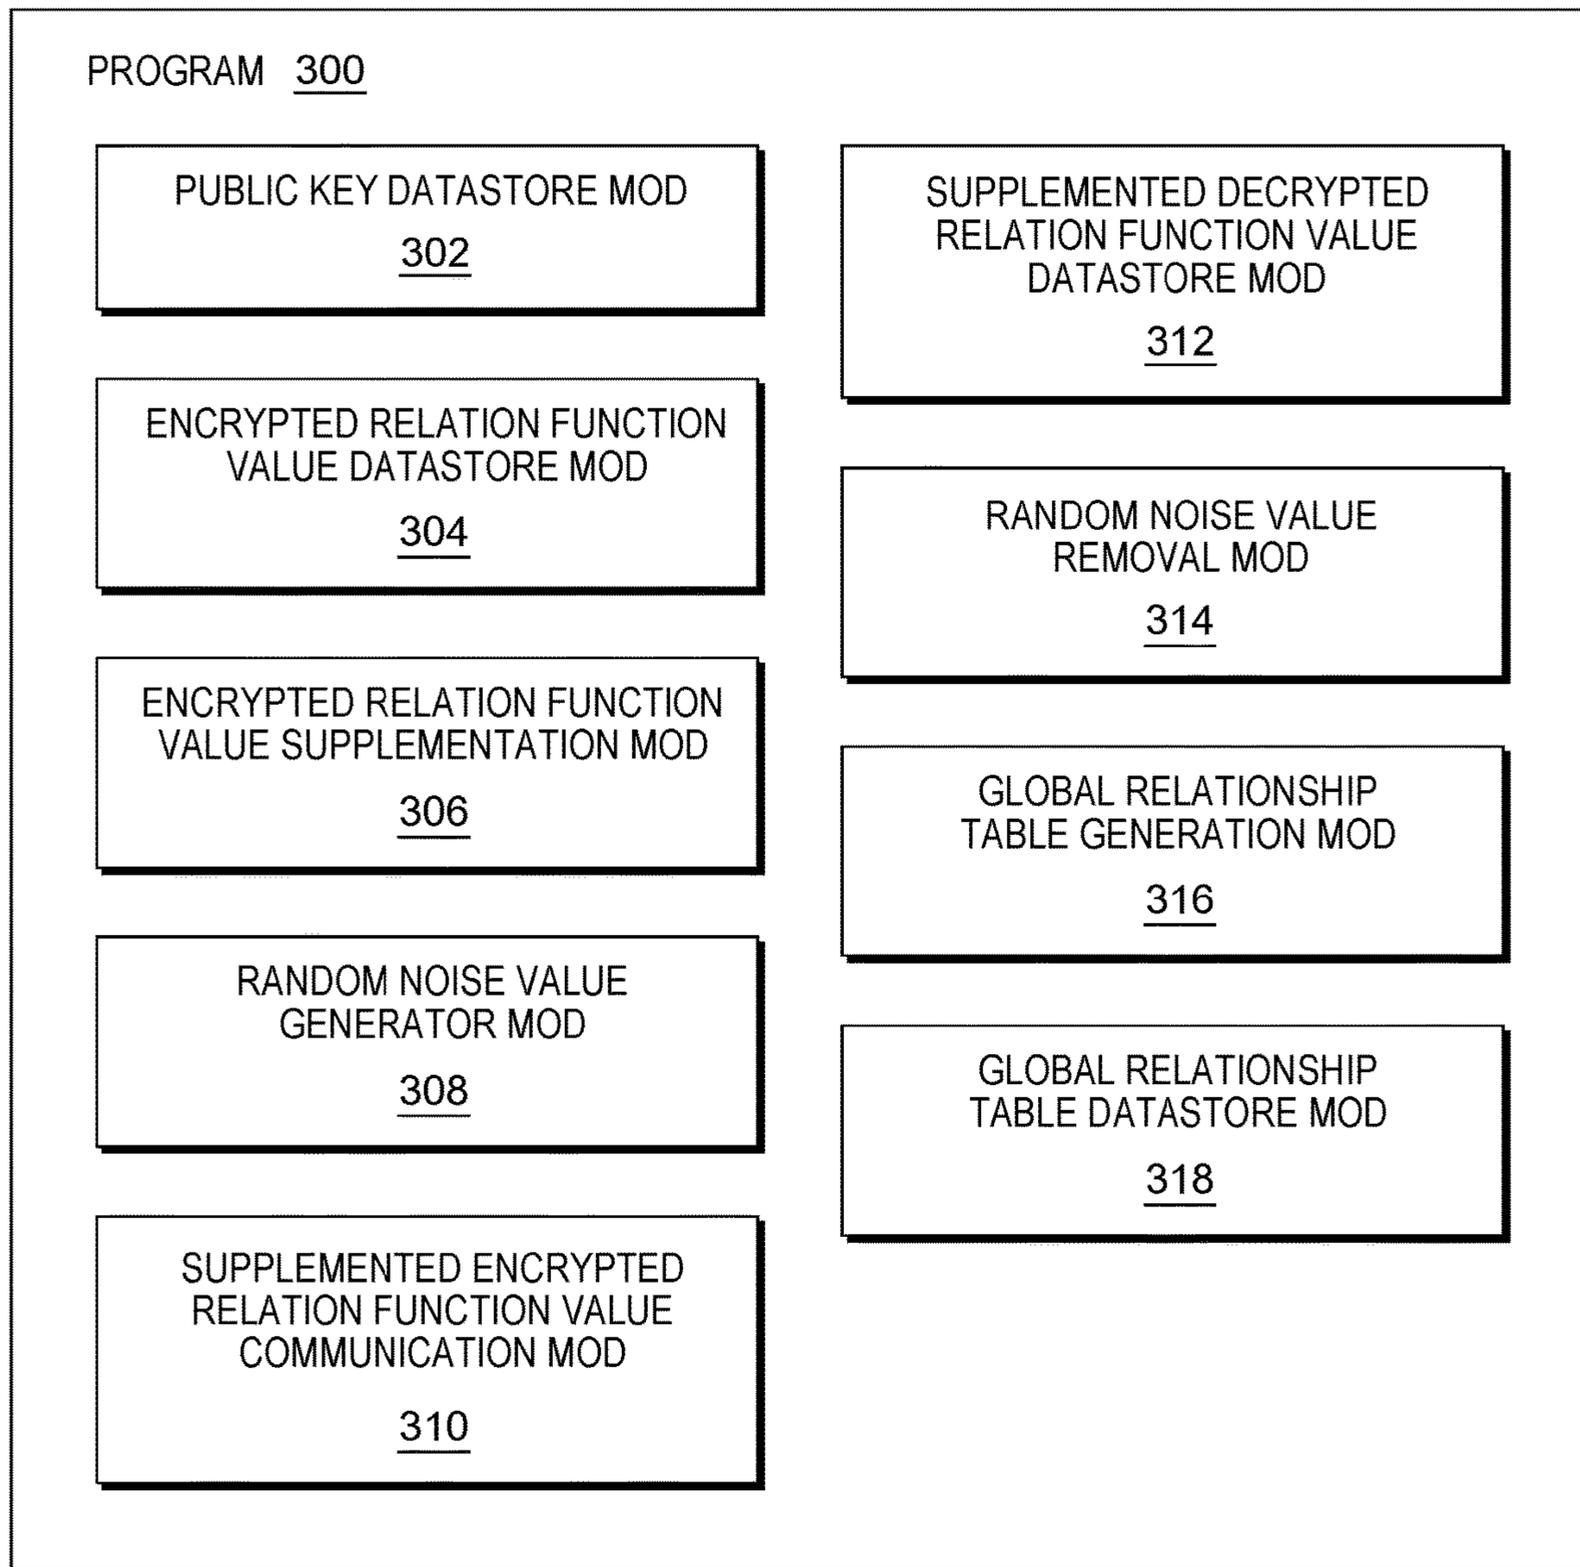 PROGRAM 300
PUBLIC KEY DATASTORE MOD
302
ENCRYPTED RELATION FUNCTION
VALUE DATASTORE MOD
304
ENCRYPTED RELATION FUNCTION
VALUE SUPPLEMENTATION MOD
306
RANDOM NOISE VALUE
GENERATOR MOD
308
SUPPLEMENTED ENCRYPTED
RELATION FUNCTION VALUE
COMMUNICATION MOD
310
SUPPLEMENTED DECRYPTED
RELATION FUNCTION VALUE
DATASTORE MOD
312
RANDOM NOISE VALUE
REMOVAL MOD
314
GLOBAL RELATIONSHIP
TABLE GENERATION MOD
316
GLOBAL RELATIONSHIP
TABLE DATASTORE MOD
318